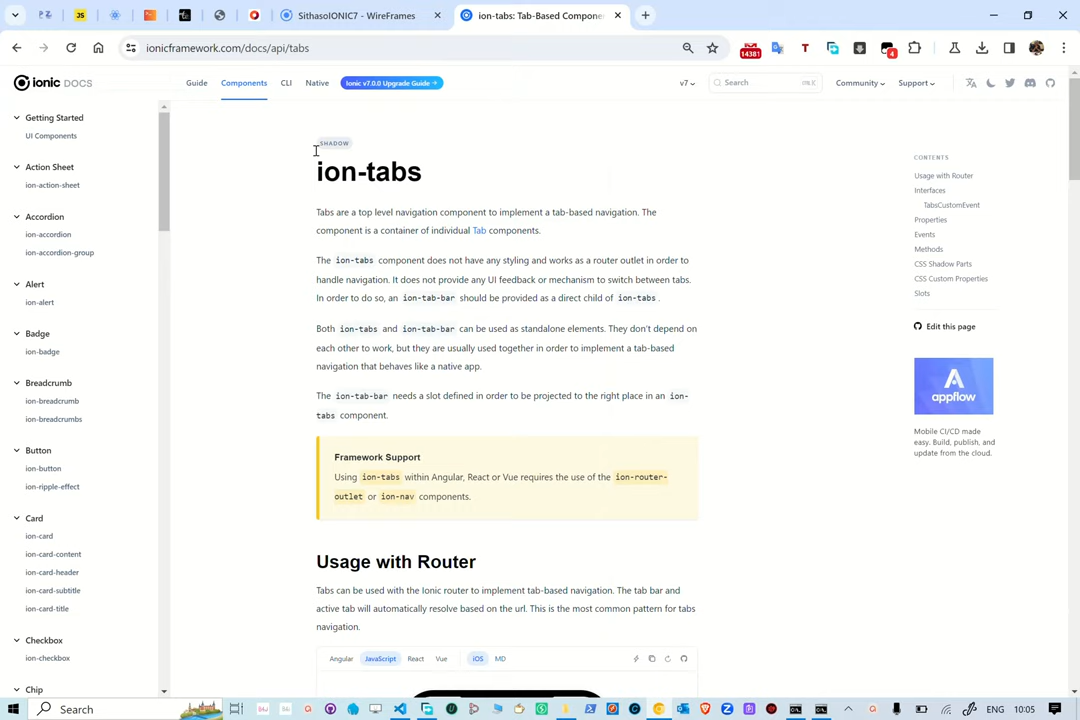 SithasoIONIC7 - WireFrames
ion-tabs: Tab-Based Componen
ionicframework.com/docs/api/tabs
14381
4
ionic DOCS
Guide
Components
CLI
Native
Ionic v7.0.0 Upgrade Guide →
v7
Search
Community
Support
Getting Started
UI Components
Action Sheet
ion-action-sheet
Accordion
ion-accordion
ion-accordion-group
Alert
ion-alert
Badge
ion-badge
Breadcrumb
ion-breadcrumb
ion-breadcrumbs
Button
ion-button
ion-ripple-effect
Card
ion-card
ion-card-content
ion-card-header
ion-card-subtitle
ion-card-title
Checkbox
ion-checkbox
Chip
SHADOW
ion-tabs
Tabs are a top level navigation component to implement a tab-based navigation. The
component is a container of individual Tab components.
The ion-tabs component does not have any styling and works as a router outlet in order to
handle navigation. It does not provide any UI feedback or mechanism to switch between tabs.
In order to do so, an ion-tab-bar should be provided as a direct child of ion-tabs.
Both ion-tabs and ion-tab-bar can be used as standalone elements. They don't depend on
each other to work, but they are usually used together in order to implement a tab-based
navigation that behaves like a native app.
The ion-tab-bar needs a slot defined in order to be projected to the right place in an ion-
tabs component.
Framework Support
Using ion-tabs within Angular, React or Vue requires the use of the ion-router-
outlet or ion-nav components.
Usage with Router
Tabs can be used with the Ionic router to implement tab-based navigation. The tab bar and
active tab will automatically resolve based on the url. This is the most common pattern for tabs
navigation.
Angular
JavaScript
React
Vue
iOS
MD
CONTENTS
Usage with Router
Interfaces
TabsCustomEvent
Properties
Events
Methods
CSS Shadow Parts
CSS Custom Properties
Slots
Edit this page
appflow
Mobile CI/CD made
easy. Build, publish, and
update from the cloud.
Search
ENG
10:05